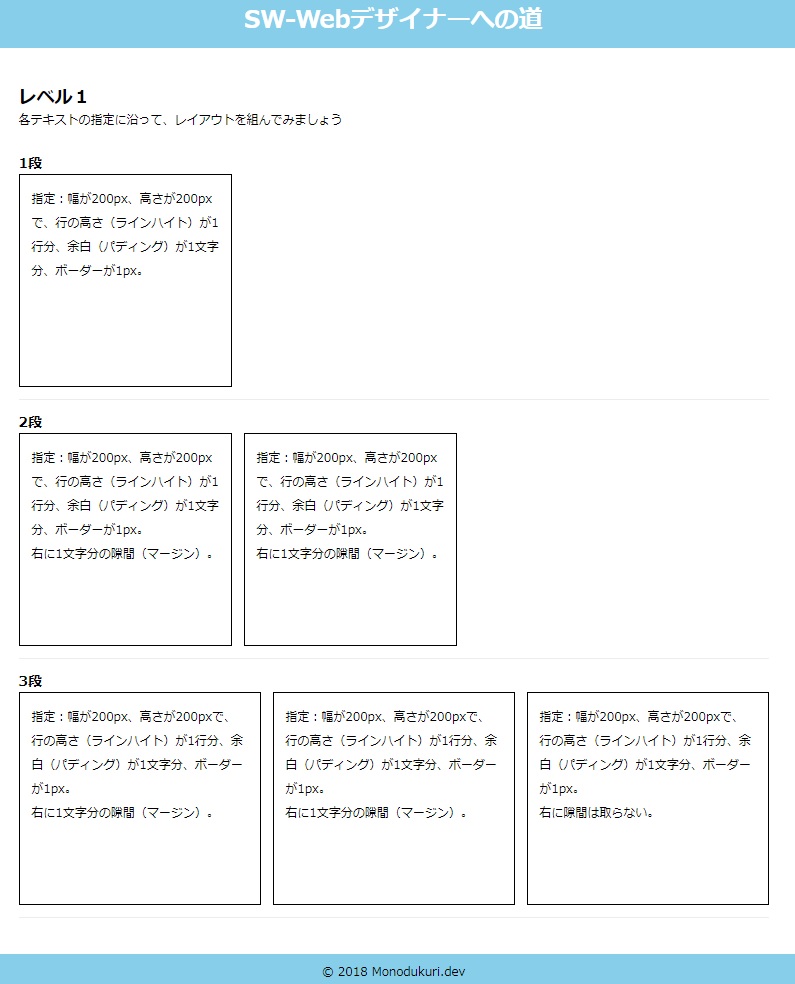 SW-Webデザイナーへの道
レベル１
各テキストの指定に沿って、レイアウトを組んでみましょう
1段
指定：幅が200px、高さが200px
で、行の高さ（ラインハイト）が1
行分、余白（パディング）が1文字
分、ボーダーが1px。
2段
指定：幅が200px、高さが200px
で、行の高さ（ラインハイト）が1
行分、余白（パディング）が1文字
分、ボーダーが1px。
右に1文字分の隙間（マージン）。
指定：幅が200px、高さが200px
で、行の高さ（ラインハイト）が1
行分、余白（パディング）が1文字
分、ボーダーが1px。
右に1文字分の隙間（マージン）。
3段
指定：幅が200px、高さが200pxで、
行の高さ（ラインハイト）が1行分、余
白（パディング）が1文字分、ボーダー
が1px。
右に1文字分の隙間（マージン）。
指定：幅が200px、高さが200pxで、
行の高さ（ラインハイト）が1行分、余
白（パディング）が1文字分、ボーダー
が1px。
右に1文字分の隙間（マージン）。
指定：幅が200px、高さが200pxで、
行の高さ（ラインハイト）が1行分、余
白（パディング）が1文字分、ボーダー
が1px。
右に隙間は取らない。
© 2018 Monodukuri.dev